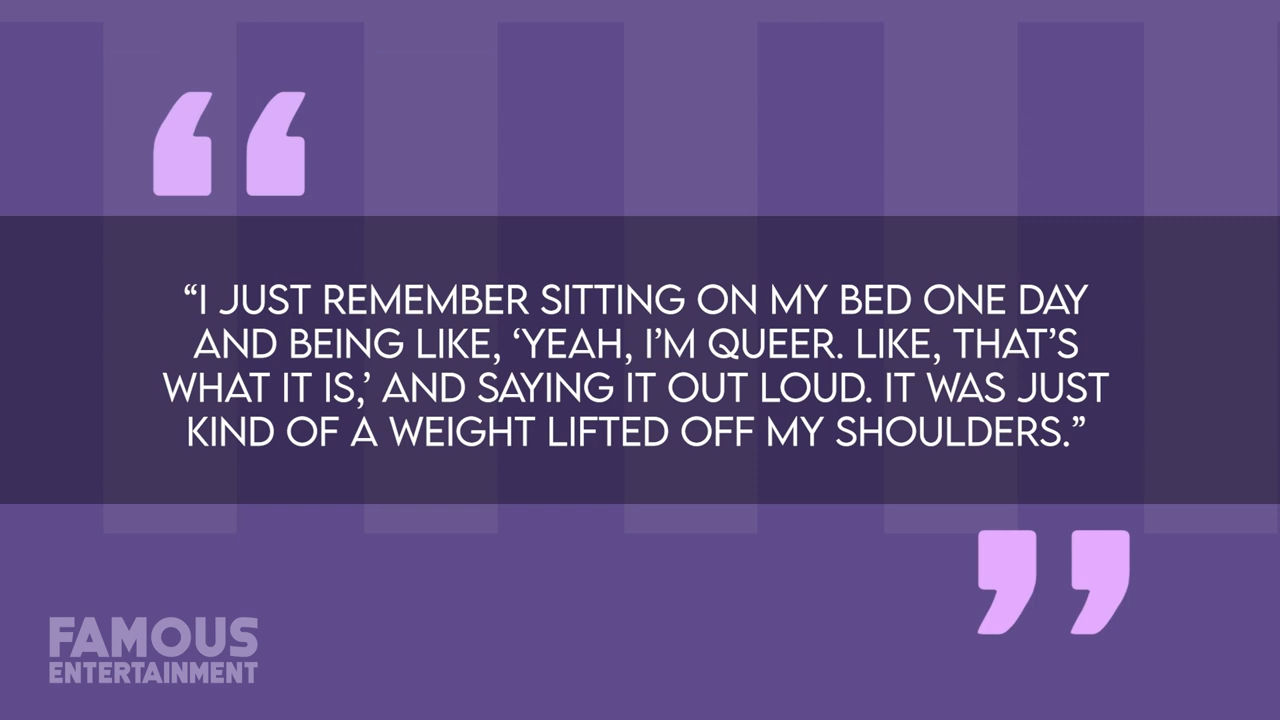 “I JUST REMEMBER SITTING ON MY BED ONE DAY
AND BEING LIKE, ‘YEAH, I’M QUEER. LIKE, THAT’S
WHAT IT IS,’ AND SAYING IT OUT LOUD. IT WAS JUST
KIND OF A WEIGHT LIFTED OFF MY SHOULDERS.”
FAMOUS
ENTERTAINMENT